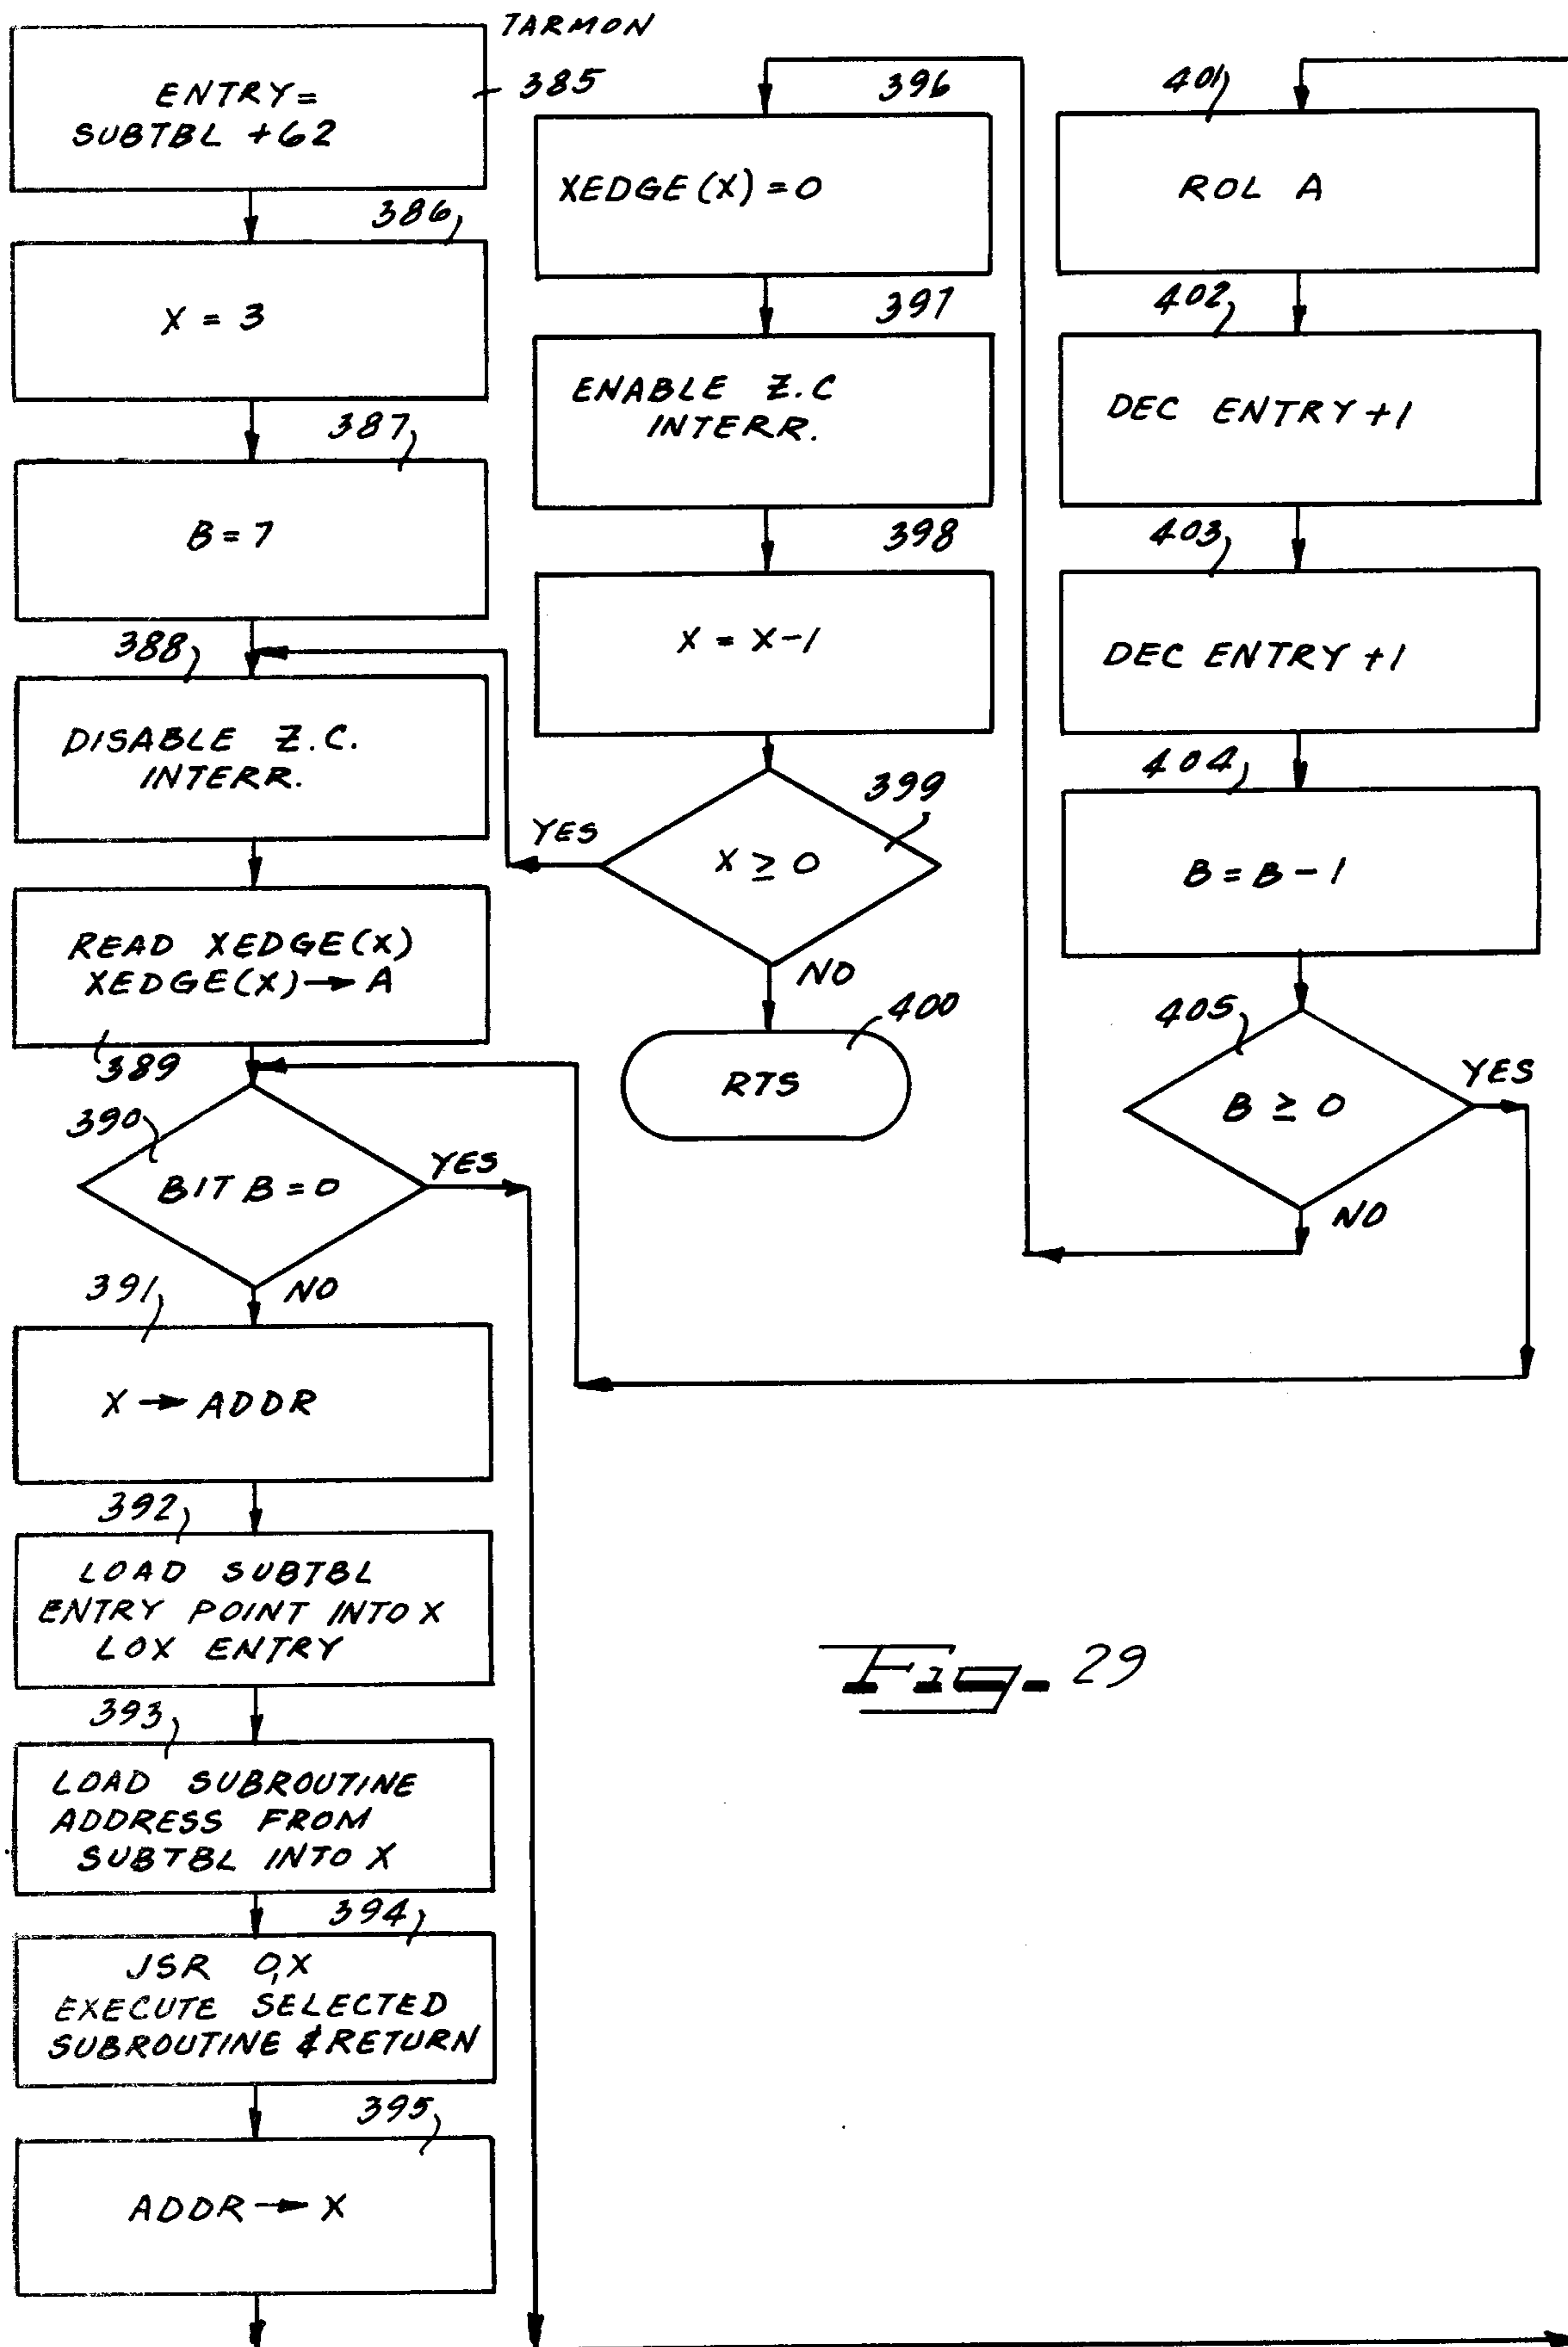 TARMON
385
ENTRY=
SUBTBL +62
386
X = 3
387
B = 7
388
DISABLE Z.C.
INTERR.
READ XEDGE(X)
XEDGE(X)→A
389
390
BIT B = 0
YES
NO
391
X → ADDR
392
LOAD SUBTBL
ENTRY POINT INTO X
LOX ENTRY
393
LOAD SUBROUTINE
ADDRESS FROM
SUBTBL INTO X
394
JSR 0,X
EXECUTE SELECTED
SUBROUTINE & RETURN
395
ADDR → X
396
XEDGE(X) = 0
397
ENABLE Z.C
INTERR.
398
X = X-1
399
YES
X ≥ 0
NO
400
RTS
401
ROL A
402
DEC ENTRY +1
403
DEC ENTRY +1
404
B = B - 1
405
YES
B ≥ 0
NO
Fig. 29